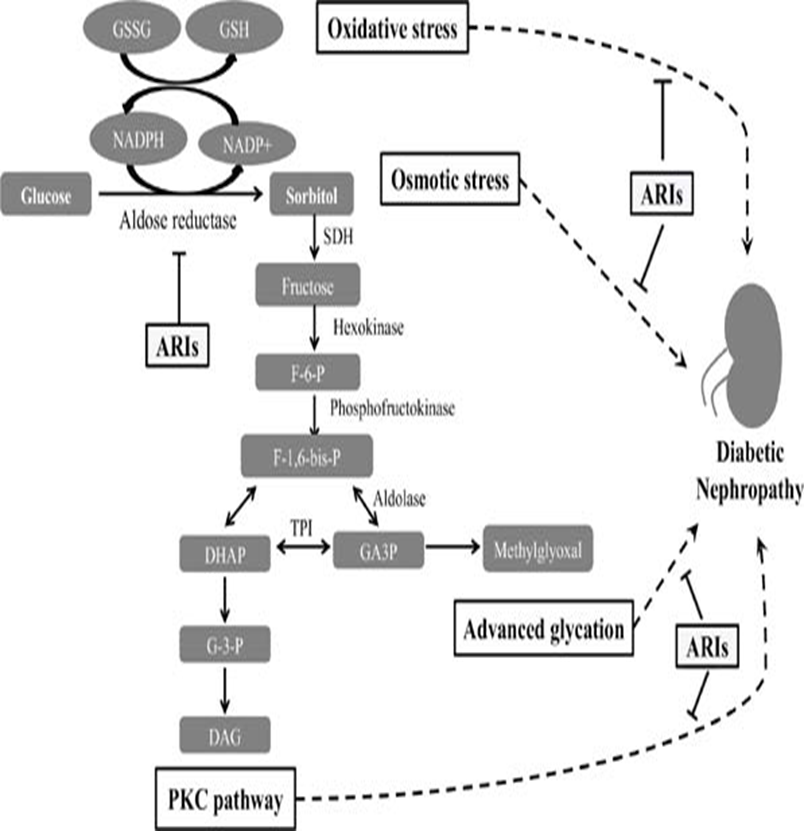 GSSG
GSH
Oxidative stress
NADPH
NADP+
Osmotic stress
ARIs
Glucose
Sorbitol
Aldose reductase
SDH
Fructose
Hexokinase
ARIs
F-6-P
Phosphofructokinase
F-1,6-bis-P
Diabetic
Nephropathy
Aldolase
TPI
DHAP
GA3P
Methylglyoxal
Advanced glycation
ARIs
G-3-P
DAG
PKC pathway